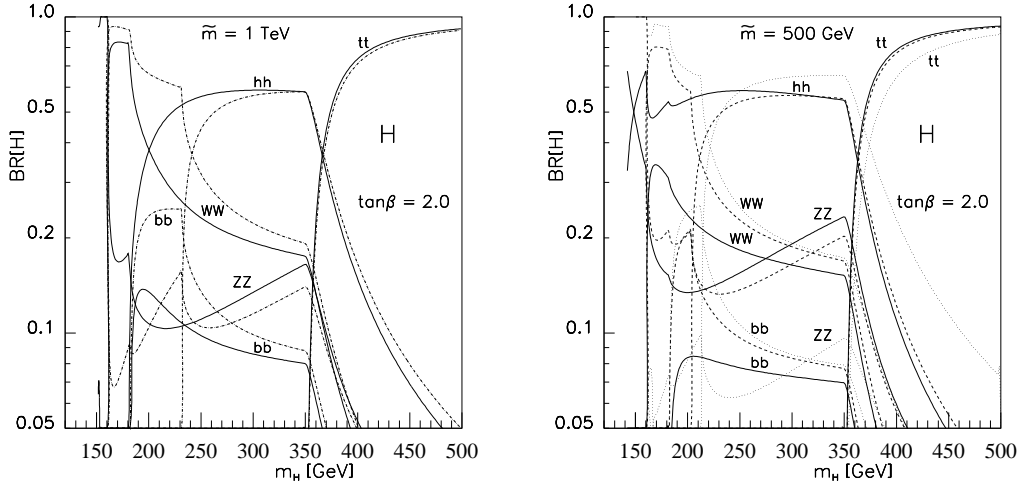 m̃ = 1 TeV
BR[H]
1.0
0.5
0.2
0.1
0.05
tt
hh
H
tanβ = 2.0
WW
bb
ZZ
bb
150 200 250 300 350 400 450 500
m_H [GeV]
m̃ = 500 GeV
BR[H]
1.0
0.5
0.2
0.1
0.05
tt
tt
hh
H
tanβ = 2.0
WW
ZZ
WW
bb
ZZ
bb
150 200 250 300 350 400 450 500
m_H [GeV]